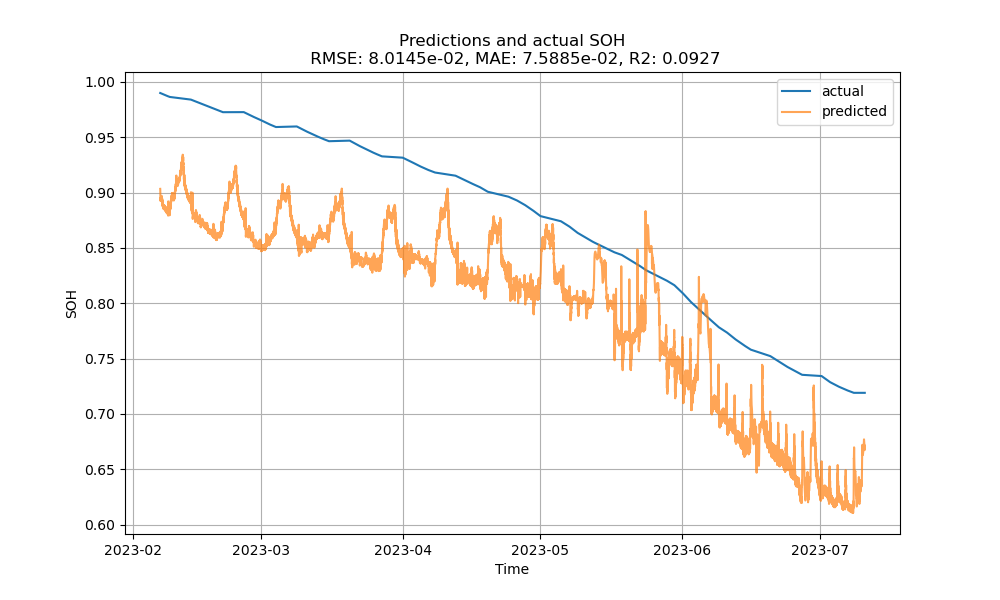 Predictions and actual SOH
RMSE: 8.0145e-02, MAE: 7.5885e-02, R2: 0.0927
actual
predicted
1.00
0.95
0.90
0.85
0.80
0.75
0.70
0.65
0.60
SOH
2023-02
2023-03
2023-04
2023-05
2023-06
2023-07
Time